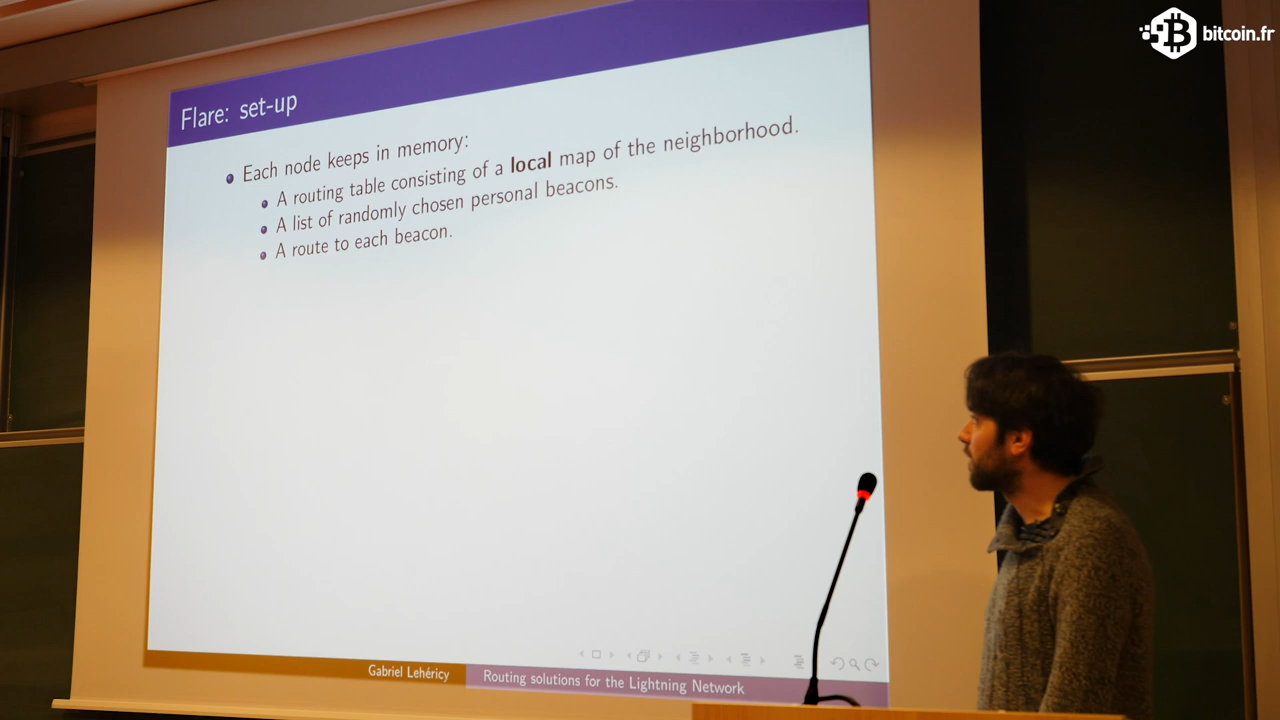 bitcoin.fr
Flare: set-up
Each node keeps in memory:
A routing table consisting of a local map of the neighborhood.
A list of randomly chosen personal beacons.
A route to each beacon.
Gabriel Lehéricy
Routing solutions for the Lightning Network